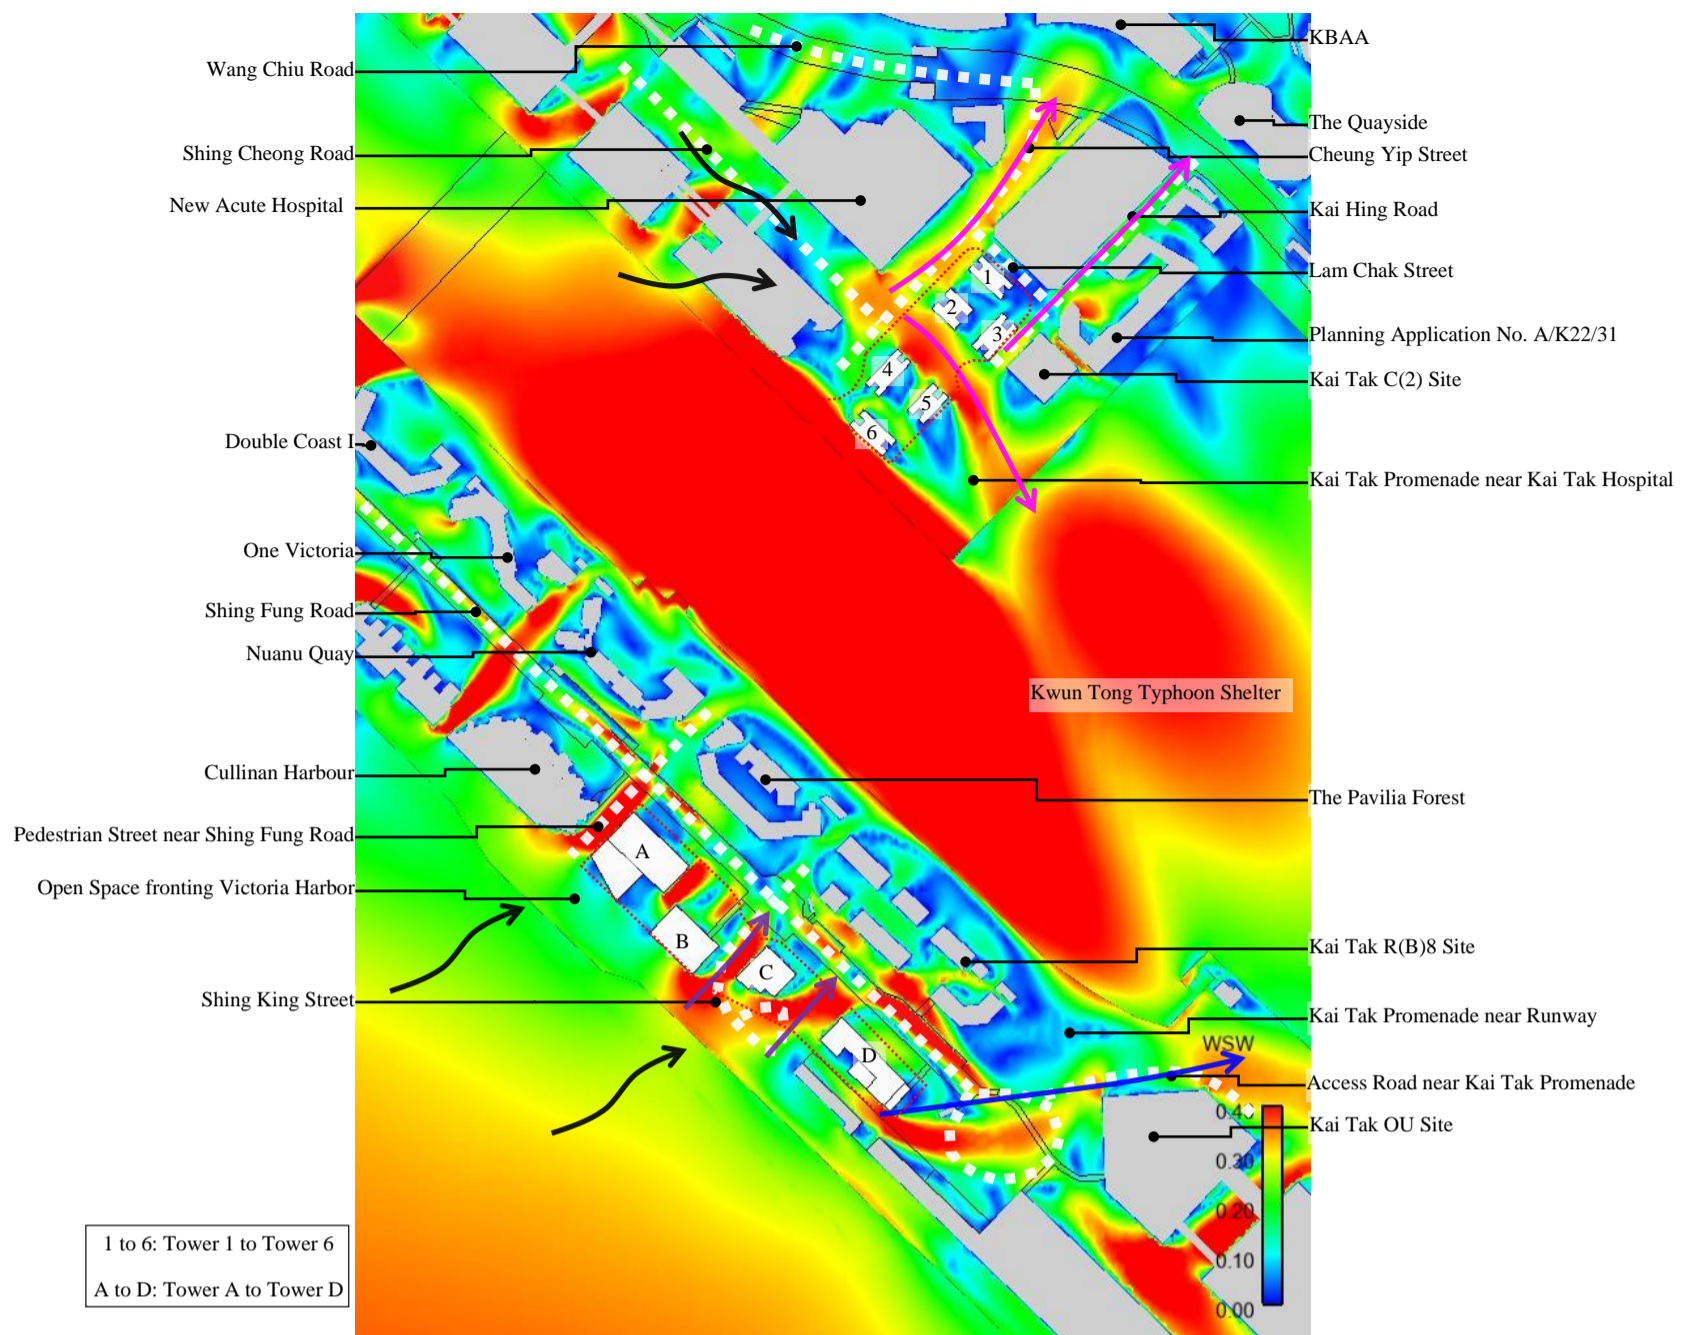 KBAA
Wang Chiu Road
The Quayside
Shing Cheong Road
Cheung Yip Street
New Acute Hospital
Kai Hing Road
Lam Chak Street
1
2
3
Planning Application No. A/K22/31
4
Kai Tak C(2) Site
5
6
Double Coast I
Kai Tak Promenade near Kai Tak Hospital
One Victoria
Shing Fung Road
Nuanu Quay
Kwun Tong Typhoon Shelter
Cullinan Harbour
The Pavilia Forest
Pedestrian Street near Shing Fung Road
A
Open Space fronting Victoria Harbor
B
Kai Tak R(B)8 Site
C
Shing King Street
Kai Tak Promenade near Runway
WSW
D
Access Road near Kai Tak Promenade
0.40
Kai Tak OU Site
0.30
0.20
0.10
0.00
1 to 6: Tower 1 to Tower 6
A to D: Tower A to Tower D